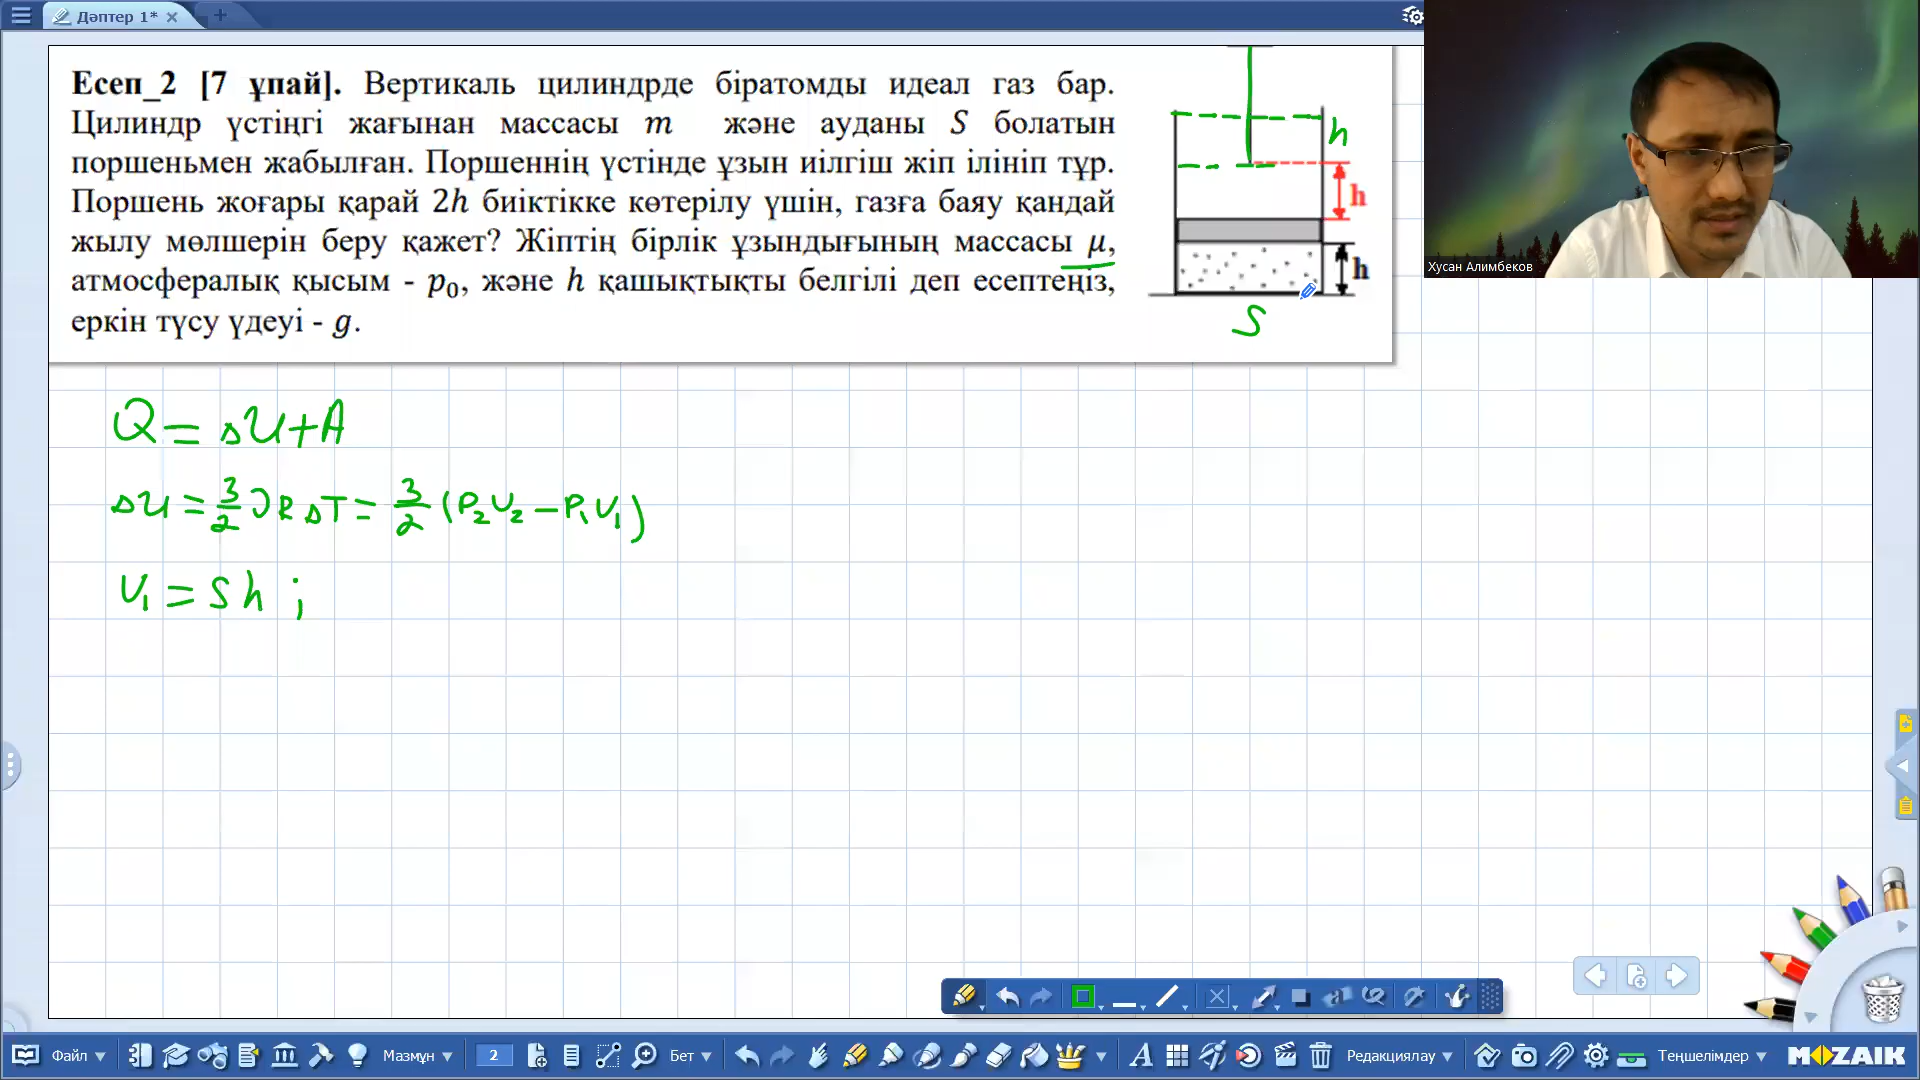 Дәптер 1*
Есеп_2 [7 ұпай]. Вертикаль цилиндрде біратомды идеал газ бар.
Цилиндр үстіңгі жағынан массасы m және ауданы S болатын
поршеньмен жабылған. Поршеннің үстінде ұзын иілгіш жіп ілініп тұр.
Поршень жоғары қарай 2h биіктікке көтерілу үшін, газға баяу қандай
жылу мөлшерін беру қажет? Жіптің бірлік ұзындығының массасы μ,
атмосфералық қысым - p₀, және h қашықтықты белгілі деп есептеңіз,
еркін түсу үдеуі - g.
h
h
h
S
Хусан Алимбеков
Q = ΔU + A
ΔU = 3/2 νRΔT = 3/2 (P₂V₂ − P₁V₁)
V₁ = Sh ;
Файл
Мазмұн
2
Бет
Редакциялау
Теңшелімдер
MOZAIK